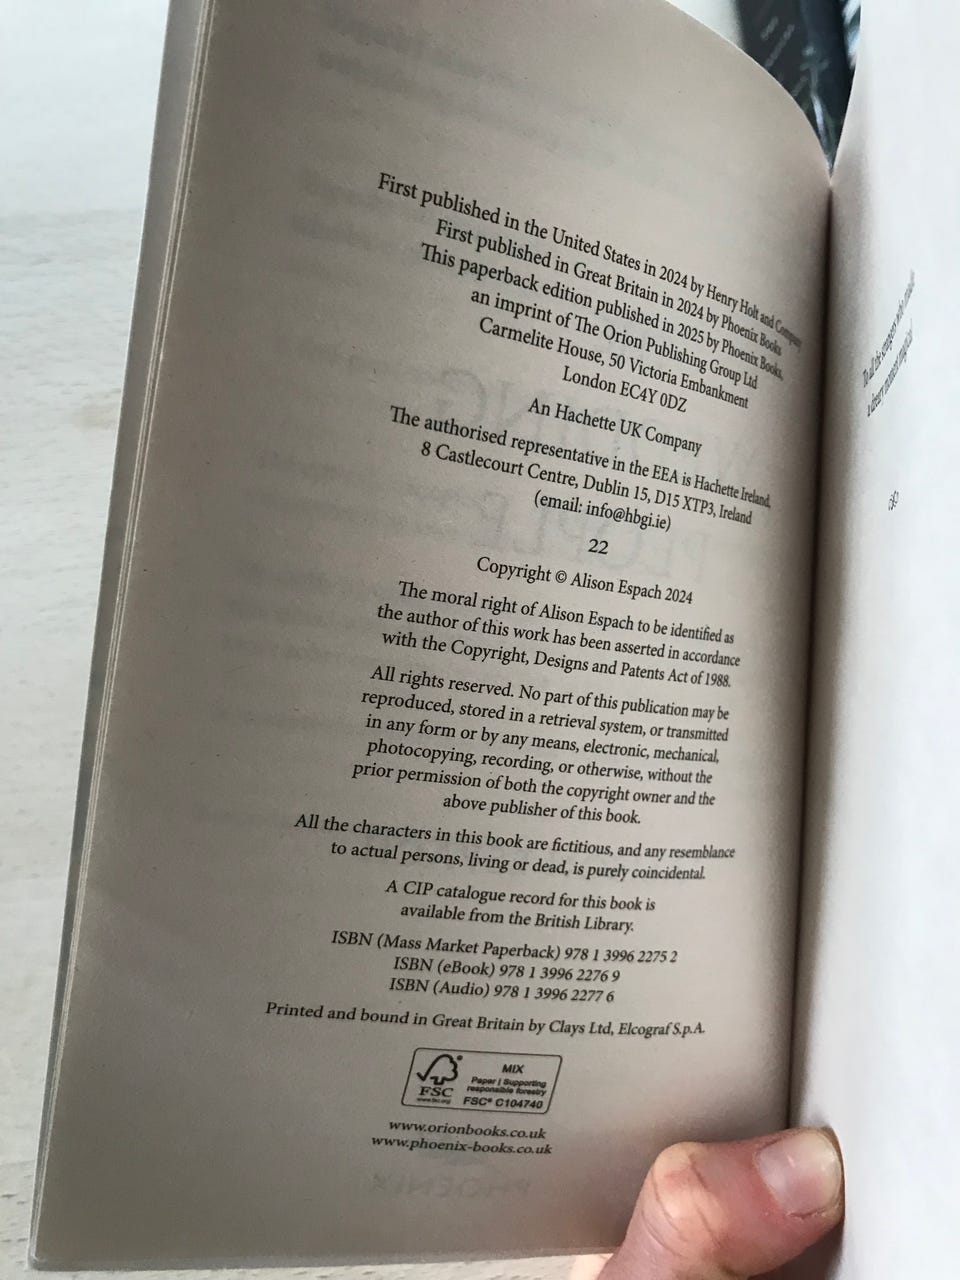 First published in the United States in 2024 by Henry Holt and Company
First published in Great Britain in 2024 by Phoenix Books
This paperback edition published in 2025 by Phoenix Books,
an imprint of The Orion Publishing Group Ltd
Carmelite House, 50 Victoria Embankment
London EC4Y 0DZ
An Hachette UK Company
The authorised representative in the EEA is Hachette Ireland,
8 Castlecourt Centre, Dublin 15, D15 XTP3, Ireland
(email: info@hbgi.ie)
22
Copyright © Alison Espach 2024
The moral right of Alison Espach to be identified as
the author of this work has been asserted in accordance
with the Copyright, Designs and Patents Act of 1988.
All rights reserved. No part of this publication may be
reproduced, stored in a retrieval system, or transmitted
in any form or by any means, electronic, mechanical,
photocopying, recording, or otherwise, without the
prior permission of both the copyright owner and the
above publisher of this book.
All the characters in this book are fictitious, and any resemblance
to actual persons, living or dead, is purely coincidental.
A CIP catalogue record for this book is
available from the British Library.
ISBN (Mass Market Paperback) 978 1 3996 2275 2
ISBN (eBook) 978 1 3996 2276 9
ISBN (Audio) 978 1 3996 2277 6
Printed and bound in Great Britain by Clays Ltd, Elcograf S.p.A.
FSC
www.fsc.org
MIX
Paper | Supporting
responsible forestry
FSC® C104740
www.orionbooks.co.uk
www.phoenix-books.co.uk
To all the strangers who